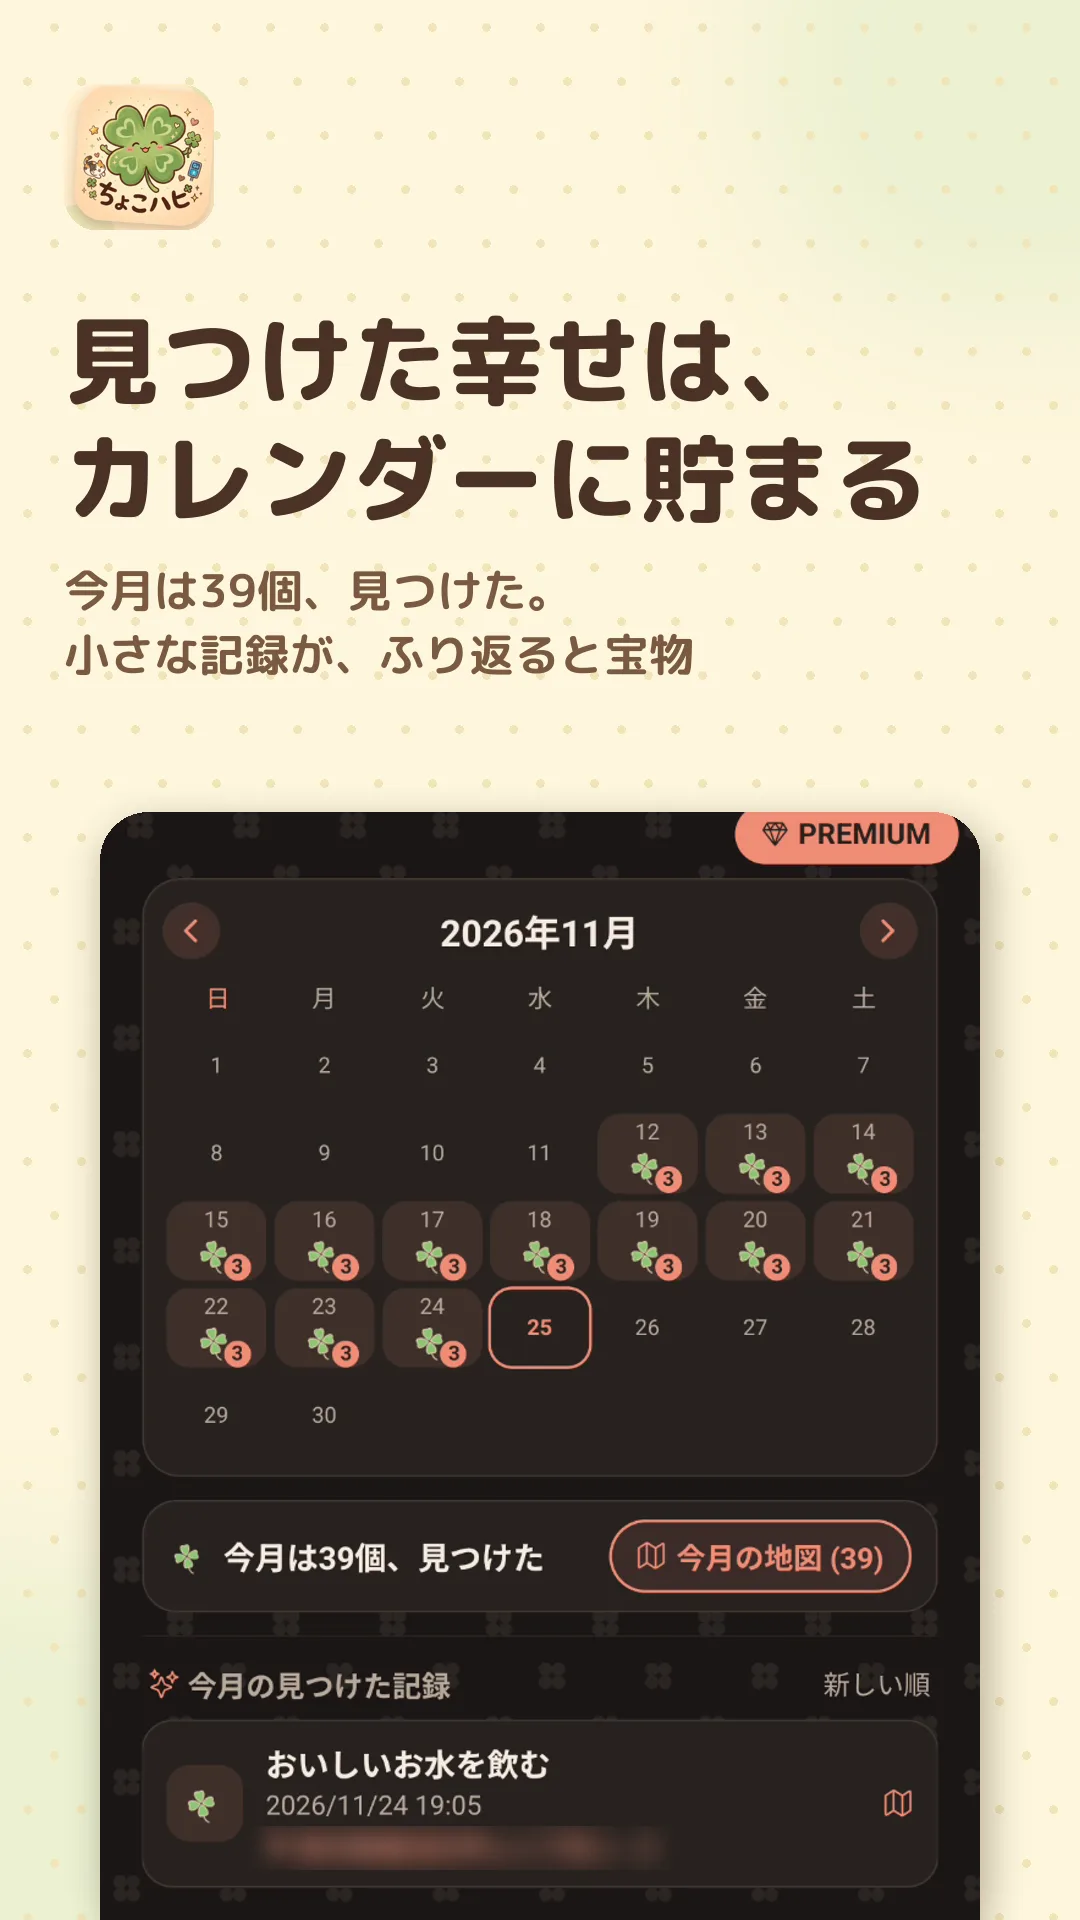 ちょこハピ
見つけた幸せは、
カレンダーに貯まる
今月は39個、見つけた。
小さな記録が、ふり返ると宝物
PREMIUM
2026年11月
日 月 火 水 木 金 土
1 2 3 4 5 6 7
8 9 10 11 12 13 14
3 3 3
15 16 17 18 19 20 21
3 3 3 3 3 3 3
22 23 24 25 26 27 28
3 3 3
29 30
今月は39個、見つけた 今月の地図 (39)
今月の見つけた記録 新しい順
おいしいお水を飲む
2026/11/24 19:05